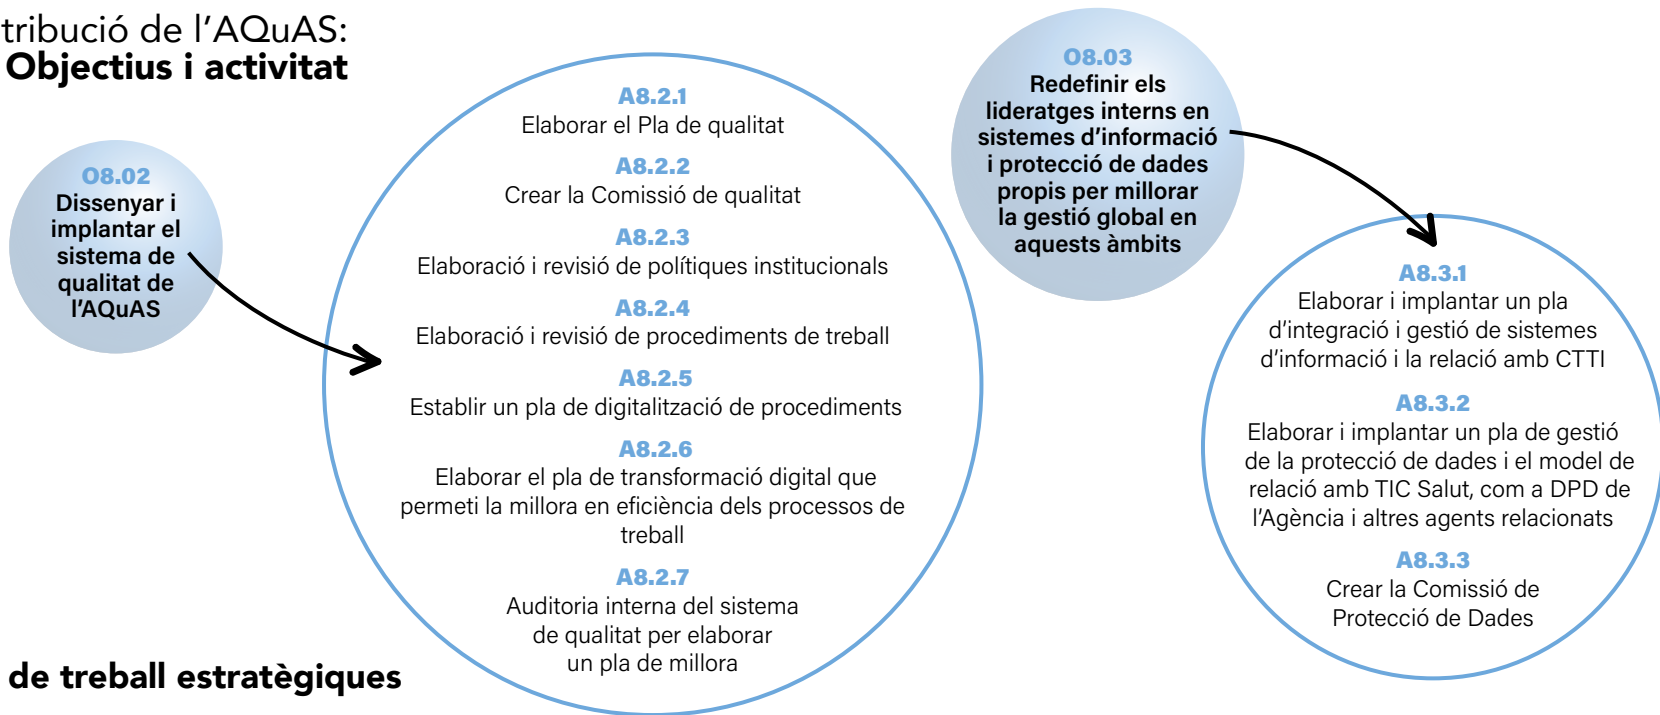 tribució de l'AQuAS:
Objectius i activitat
O8.02
Dissenyar i
implantar el
sistema de
qualitat de
l'AQuAS
A8.2.1
Elaborar el Pla de qualitat
A8.2.2
Crear la Comissió de qualitat
A8.2.3
Elaboració i revisió de polítiques institucionals
A8.2.4
Elaboració i revisió de procediments de treball
A8.2.5
Establir un pla de digitalització de procediments
A8.2.6
Elaborar el pla de transformació digital que
permeti la millora en eficiència dels processos de
treball
A8.2.7
Auditoria interna del sistema
de qualitat per elaborar
un pla de millora
O8.03
Redefinir els
lideratges interns en
sistemes d'informació
i protecció de dades
propis per millorar
la gestió global en
aquests àmbits
A8.3.1
Elaborar i implantar un pla
d'integració i gestió de sistemes
d'informació i la relació amb CTTI
A8.3.2
Elaborar i implantar un pla de gestió
de la protecció de dades i el model de
relació amb TIC Salut, com a DPD de
l'Agència i altres agents relacionats
A8.3.3
Crear la Comissió de
Protecció de Dades
de treball estratègiques